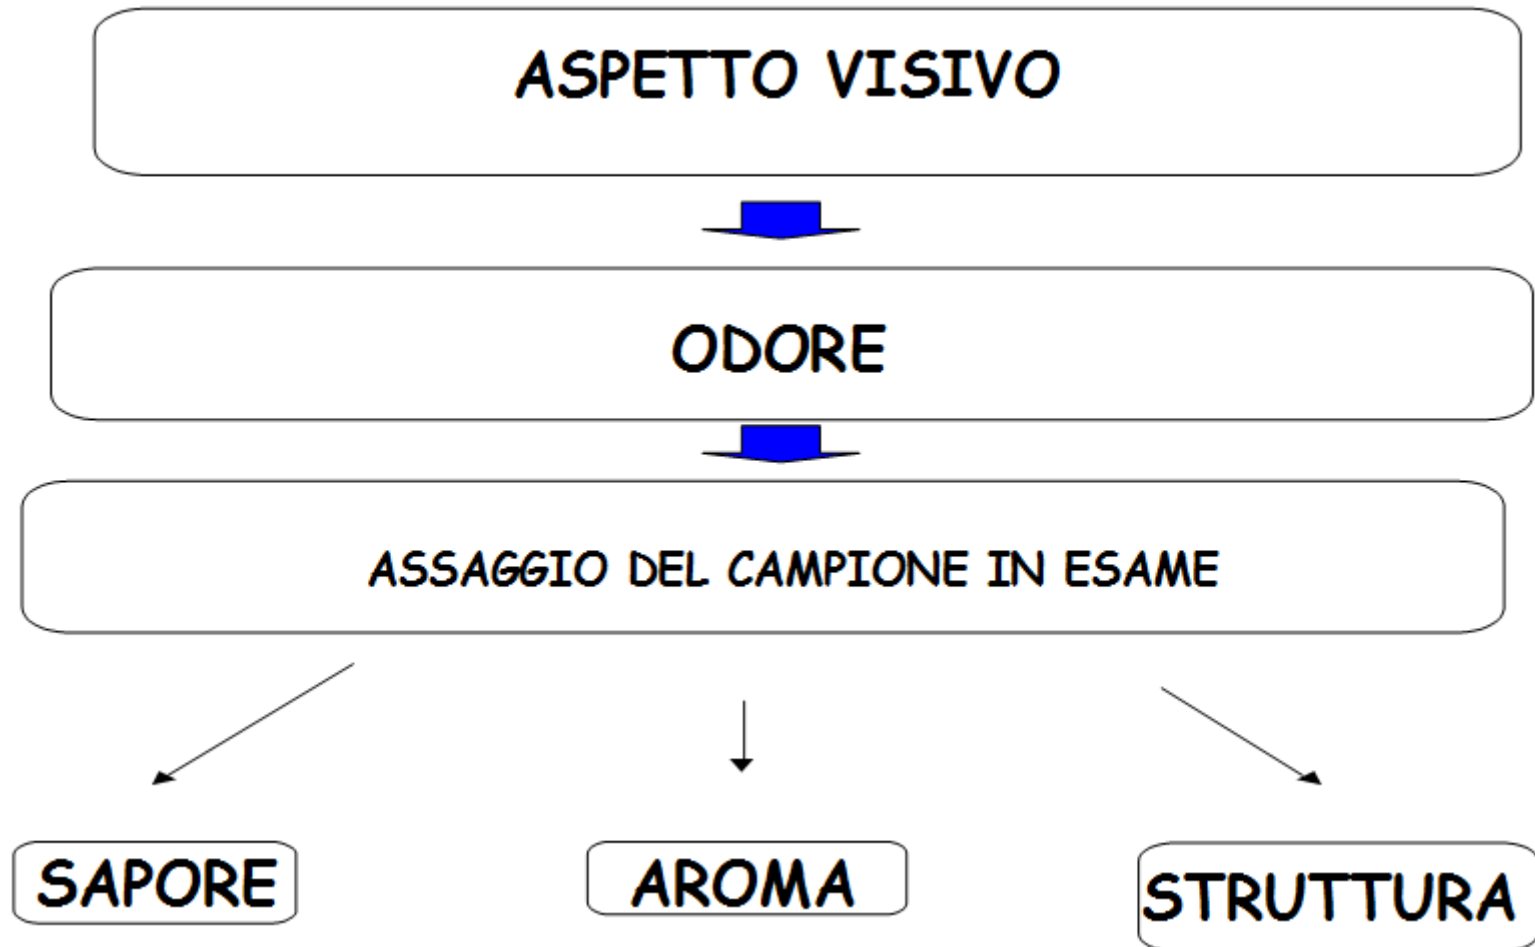 ASPETTO VISIVO
ODORE
ASSAGGIO DEL CAMPIONE IN ESAME
SAPORE
AROMA
STRUTTURA